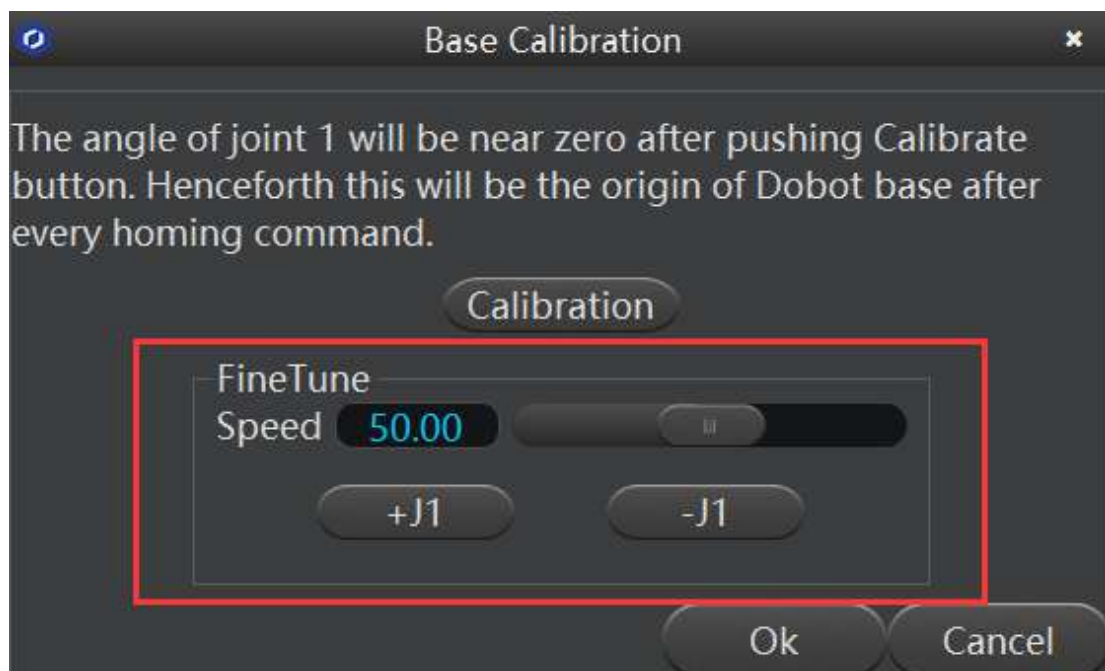 Base Calibration
The angle of joint 1 will be near zero after pushing Calibrate
button. Henceforth this will be the origin of Dobot base after
every homing command.
Calibration
FineTune
Speed 50.00
+J1 -J1
Ok Cancel